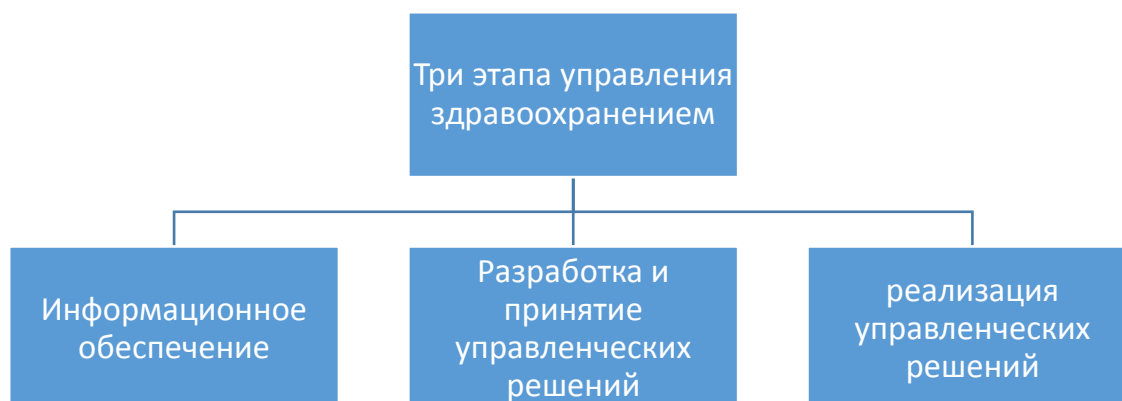 Три этапа управления
здравоохранением
Информационное
обеспечение
Разработка и
принятие
управленческих
решений
реализация
управленческих
решений